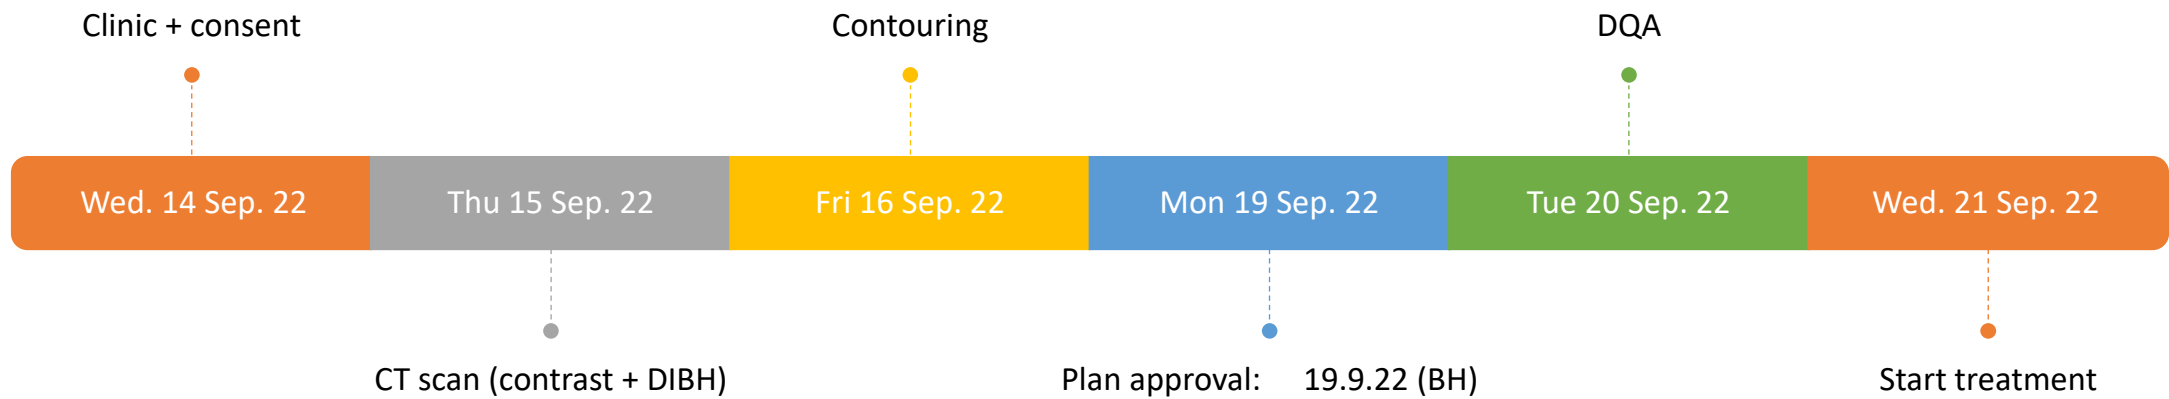 Clinic + consent
Contouring
DQA
Wed. 14 Sep. 22
Thu 15 Sep. 22
Fri 16 Sep. 22
Mon 19 Sep. 22
Tue 20 Sep. 22
Wed. 21 Sep. 22
CT scan (contrast + DIBH)
Plan approval: 19.9.22 (BH)
Start treatment